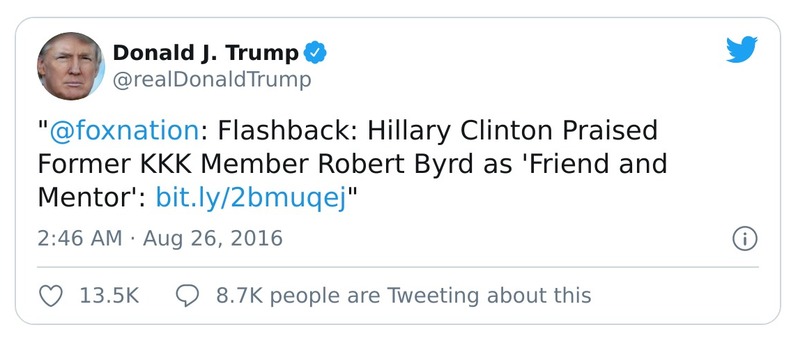 Donald J. Trump
@realDonaldTrump
"@foxnation: Flashback: Hillary Clinton Praised
Former KKK Member Robert Byrd as 'Friend and
Mentor': bit.ly/2bmuqej"
2:46 AM · Aug 26, 2016
13.5K 8.7K people are Tweeting about this